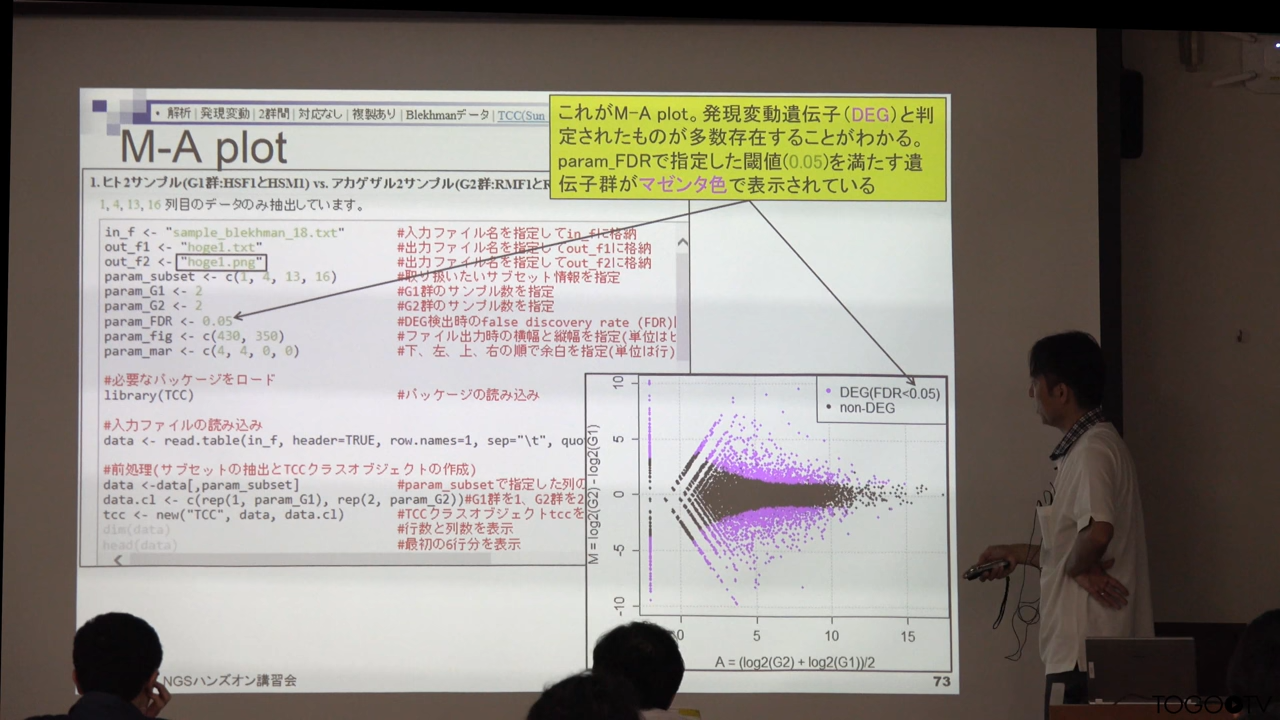 ・解析｜発現変動｜2群間｜対応なし｜複製あり｜Blekhmanデータ｜TCC(Sun
M-A plot
これがM-A plot。発現変動遺伝子（DEG）と判
定されたものが多数存在することがわかる。
param_FDRで指定した閾値(0.05)を満たす遺
伝子群がマゼンタ色で表示されている
1. ヒト2サンプル(G1群:HSF1とHSM1) vs. アカゲザル2サンプル(G2群:RMF1とR
1, 4, 13, 16 列目のデータのみ抽出しています。
in_f <- "sample_blekhman_18.txt" #入力ファイル名を指定してin_fに格納
out_f1 <- "hoge1.txt" #出力ファイル名を指定してout_f1に格納
out_f2 <- "hoge1.png" #出力ファイル名を指定してout_f2に格納
param_subset <- c(1, 4, 13, 16) #取り扱いたいサブセット情報を指定
param_G1 <- 2 #G1群のサンプル数を指定
param_G2 <- 2 #G2群のサンプル数を指定
param_FDR <- 0.05 #DEG検出時のfalse discovery rate (FDR)
param_fig <- c(430, 350) #ファイル出力時の横幅と縦幅を指定(単位はピ
param_mar <- c(4, 4, 0, 0) #下、左、上、右の順で余白を指定(単位は行)
#必要なパッケージをロード
library(TCC) #パッケージの読み込み
#入力ファイルの読み込み
data <- read.table(in_f, header=TRUE, row.names=1, sep="\t", quo
#前処理(サブセットの抽出とTCCクラスオブジェクトの作成)
data <-data[,param_subset] #param_subsetで指定した列の
data.cl <- c(rep(1, param_G1), rep(2, param_G2))#G1群を1、G2群を2
tcc <- new("TCC", data, data.cl) #TCCクラスオブジェクトtccを
dim(data) #行数と列数を表示
head(data) #最初の6行分を表示
DEG(FDR<0.05)
non-DEG
10
5
0
-5
-10
M = log2(G2) - log2(G1)
0 5 10 15
A = (log2(G2) + log2(G1))/2
NGSハンズオン講習会
73
TOGOTV